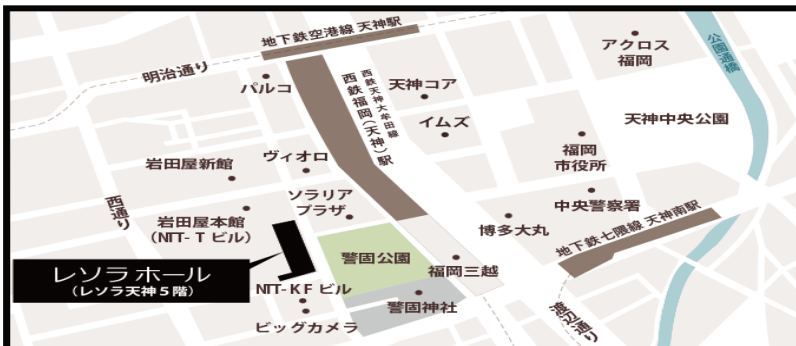 地下鉄空港線 天神駅
明治通り
パルコ
西鉄天神大牟田線
西鉄福岡(天神)駅
天神コア
イムズ
アクロス
福岡
公園通橋
天神中央公園
福岡
市役所
中央警察署
岩田屋新館
ヴィオロ
ソラリア
プラザ
西通り
岩田屋本館
(NTT-Tビル)
博多大丸
地下鉄七隈線 天神南駅
警固公園
福岡三越
レソラホール
(レソラ天神5階)
NTT-KFビル
ビッグカメラ
警固神社
渡辺通り